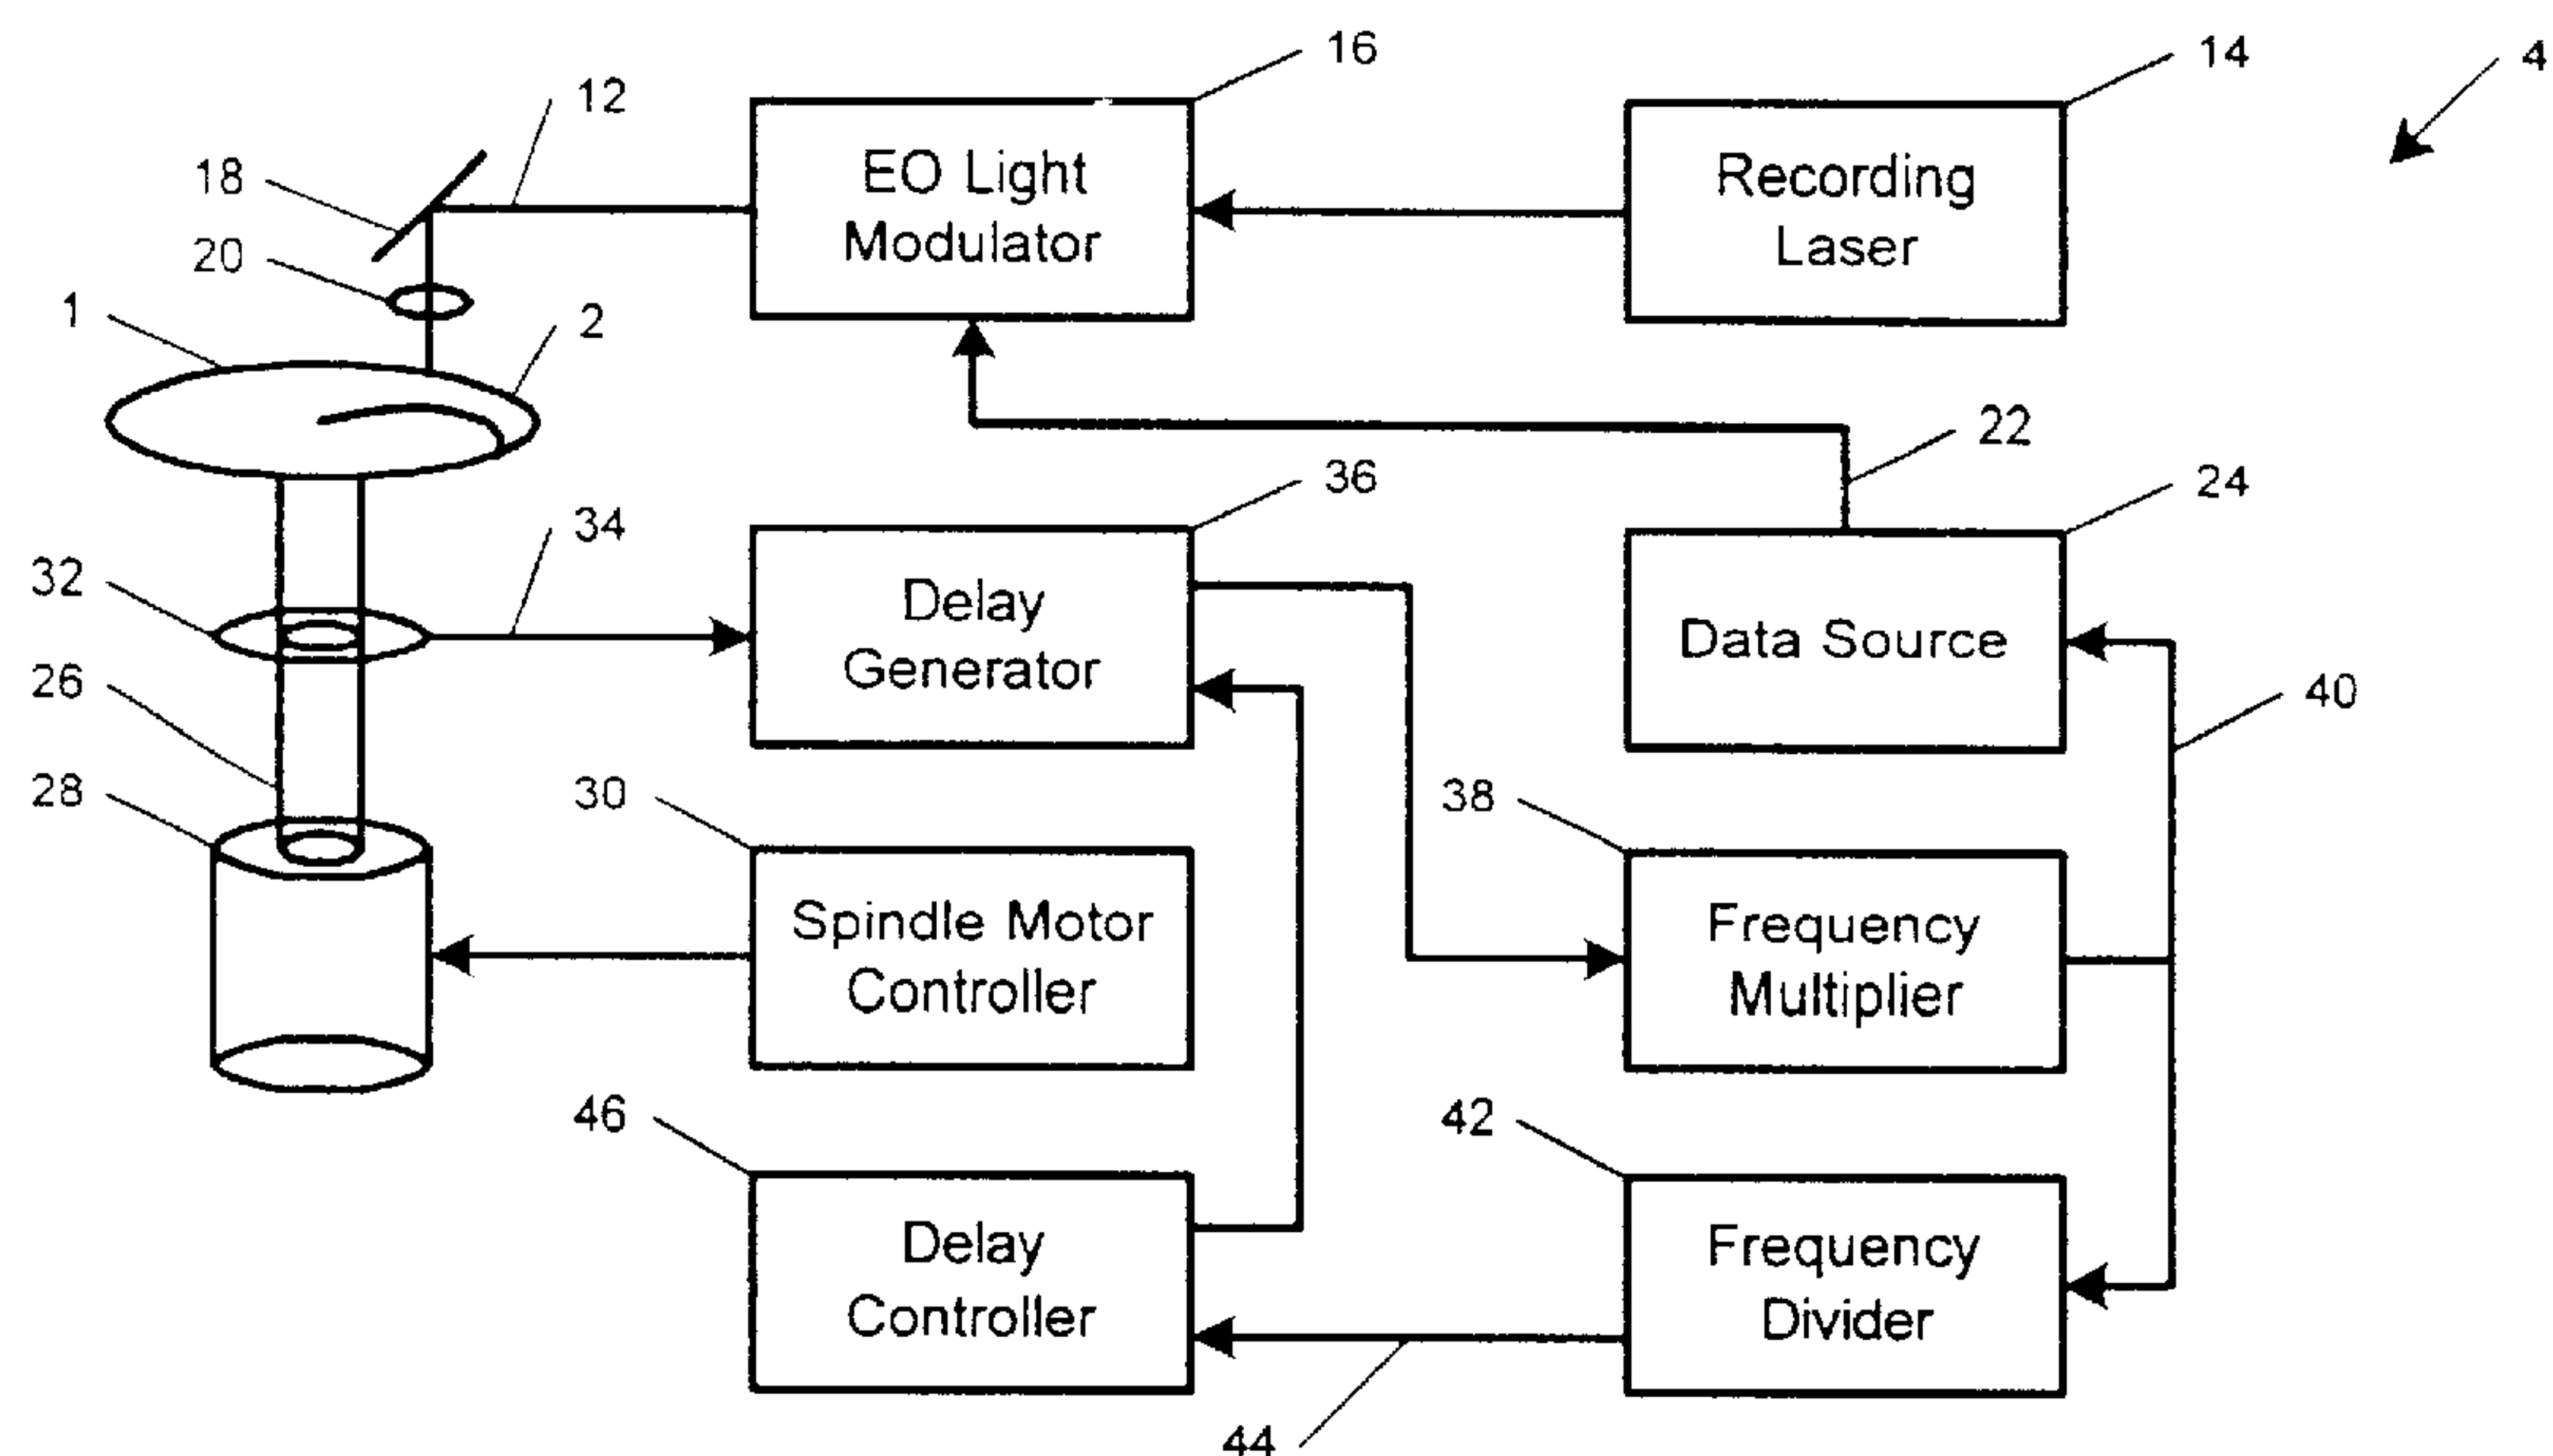 16
14
4
12
18
EO Light
Modulator
Recording
Laser
20
1
2
22
36
24
34
32
Delay
Generator
Data Source
26
40
28
30
38
Spindle Motor
Controller
Frequency
Multiplier
46
42
Delay
Controller
Frequency
Divider
44